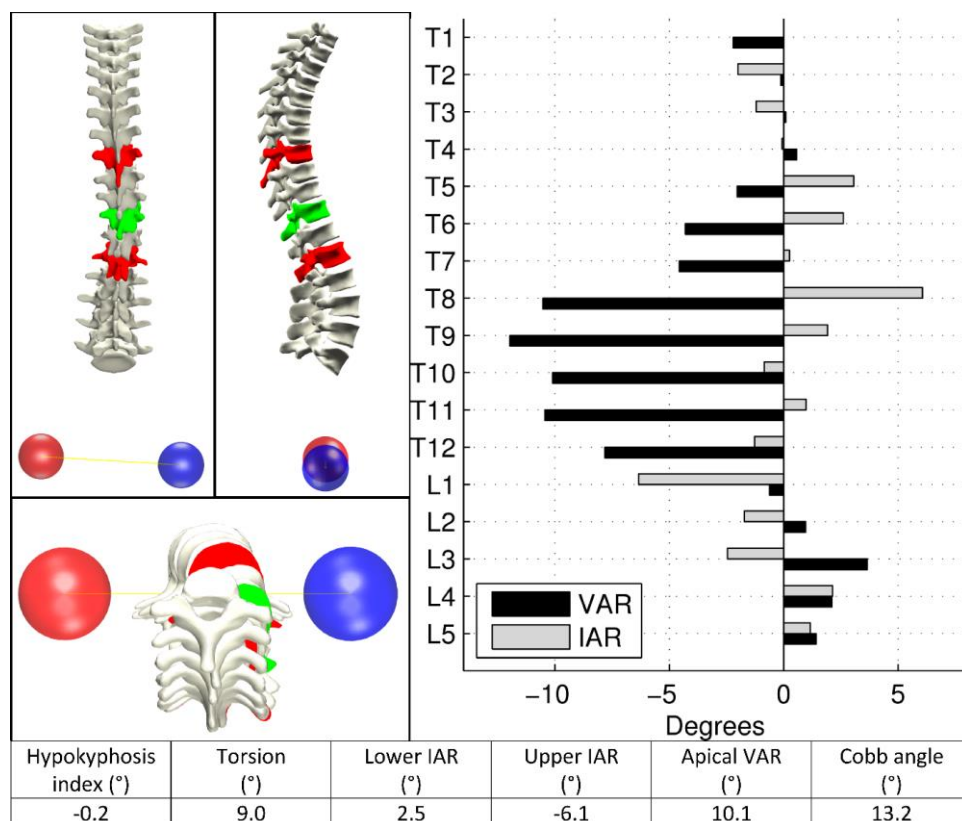 T1
T2
T3
T4
T5
T6
T7
T8
T9
T10
T11
T12
L1
L2
L3
L4
L5
VAR
IAR
−10 −5 0 5
Degrees
Hypokyphosis index (°) Torsion (°) Lower IAR (°) Upper IAR (°) Apical VAR (°) Cobb angle (°)
-0.2 9.0 2.5 -6.1 10.1 13.2